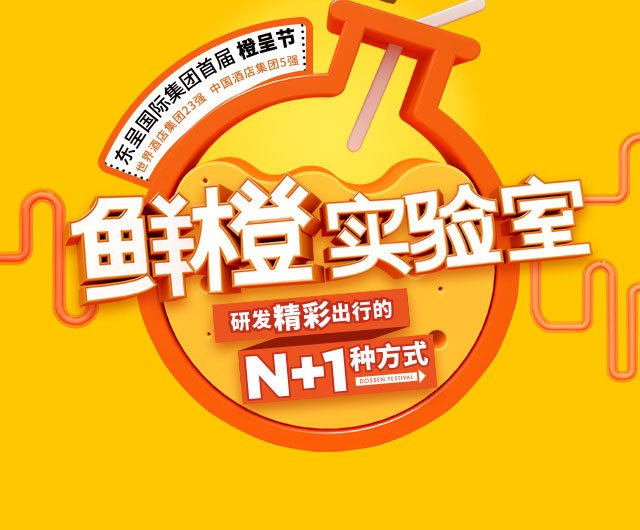 东呈国际集团首届 橙呈节
世界酒店集团23强 中国酒店集团5强
鲜橙实验室
研发精彩出行的
N+1种方式
DOSSEN FESTIVAL